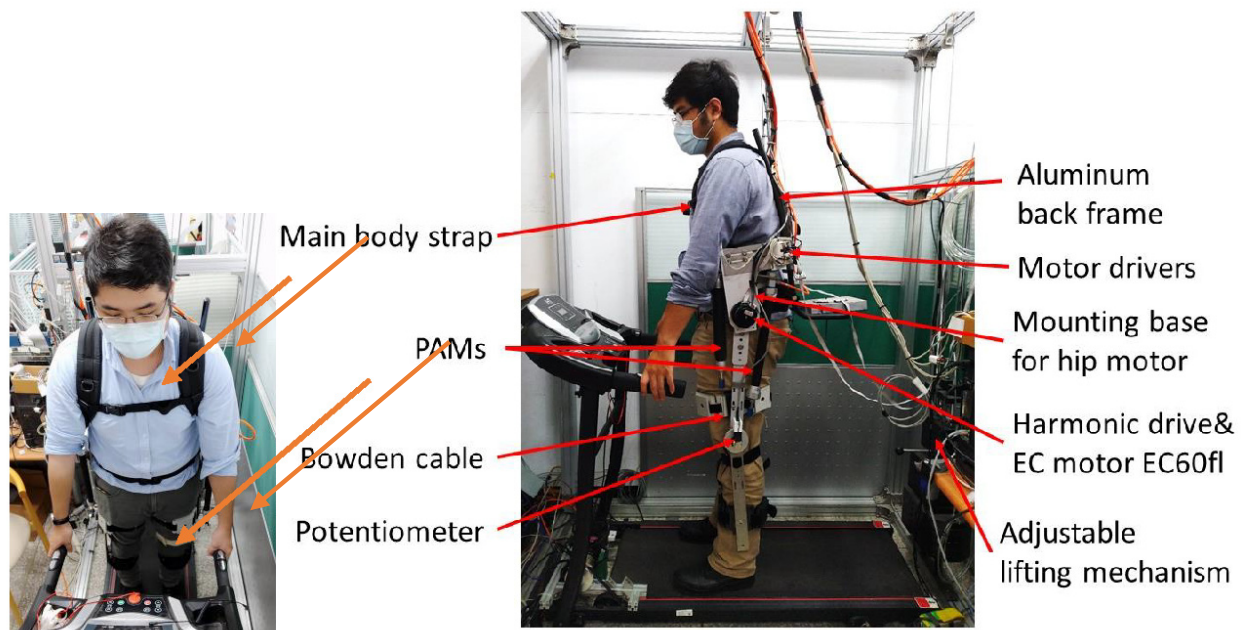 Main body strap
PAMs
Bowden cable
Potentiometer
Aluminum
back frame
Motor drivers
Mounting base
for hip motor
Harmonic drive&
EC motor EC60fl
Adjustable
lifting mechanism